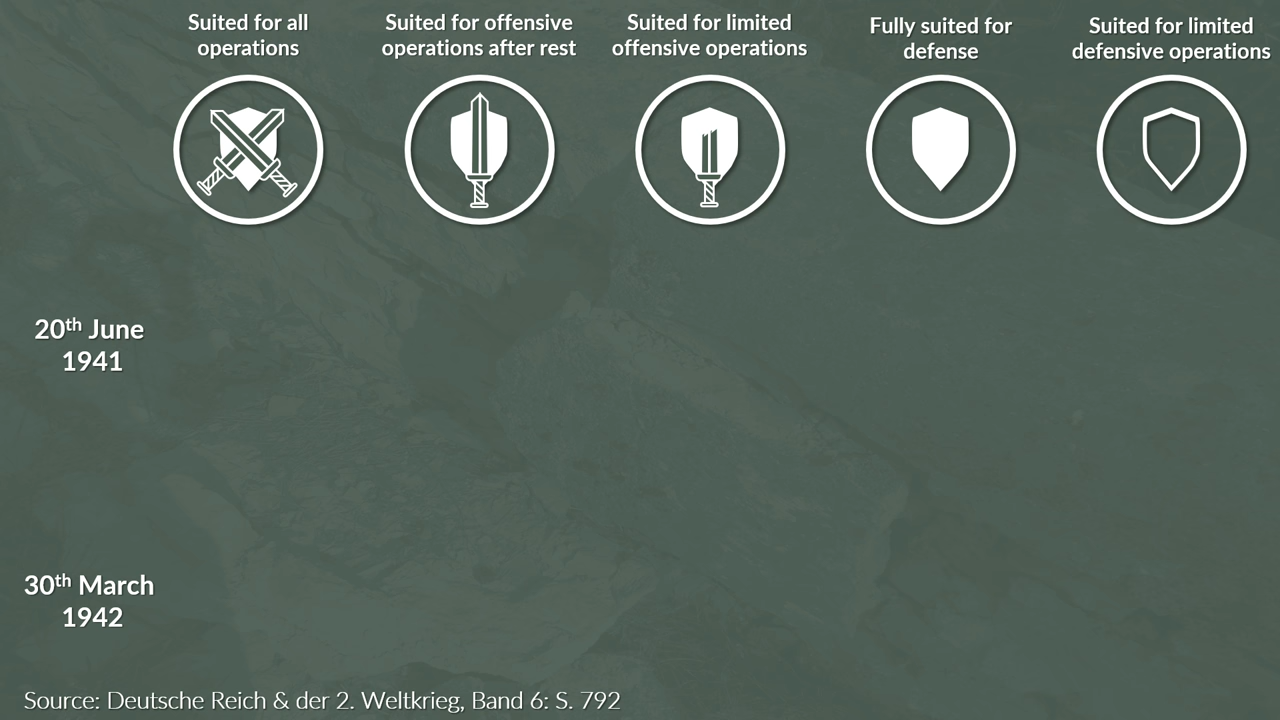 Suited for all
operations
Suited for offensive
operations after rest
Suited for limited
offensive operations
Fully suited for
defense
Suited for limited
defensive operations
20th June
1941
30th March
1942
Source: Deutsche Reich & der 2. Weltkrieg, Band 6: S. 792